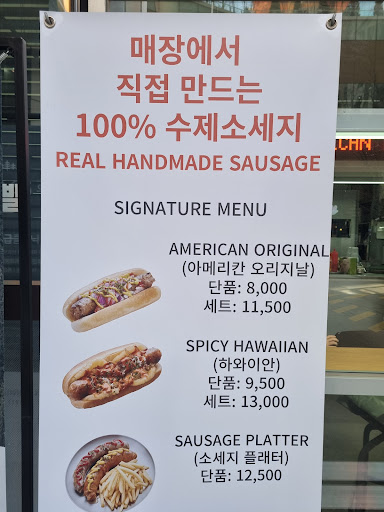 매장에서
직접 만드는
100% 수제소세지
REAL HANDMADE SAUSAGE
SIGNATURE MENU
AMERICAN ORIGINAL
(아메리칸 오리지날)
단품: 8,000
세트: 11,500
SPICY HAWAIIAN
(하와이안)
단품: 9,500
세트: 13,000
SAUSAGE PLATTER
(소세지 플래터)
단품: 12,500